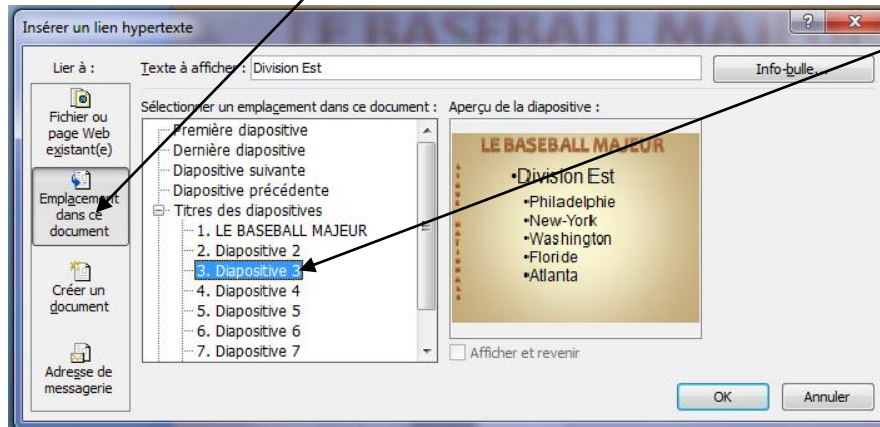 LE BASEBALL MAJEUR
Insérer un lien hypertexte
Lier à :
Texte à afficher : Division Est
Info-bulle...
Fichier ou
page Web
existant(e)
Emplacement
dans ce
document
Créer un
document
Adresse de
messagerie
Sélectionner un emplacement dans ce document :
Première diapositive
Dernière diapositive
Diapositive suivante
Diapositive précédente
Titres des diapositives
1. LE BASEBALL MAJEUR
2. Diapositive 2
3. Diapositive 3
4. Diapositive 4
5. Diapositive 5
6. Diapositive 6
7. Diapositive 7
Aperçu de la diapositive :
LE BASEBALL MAJEUR
•Division Est
•Philadelphie
•New-York
•Washington
•Floride
•Atlanta
Afficher et revenir
OK
Annuler